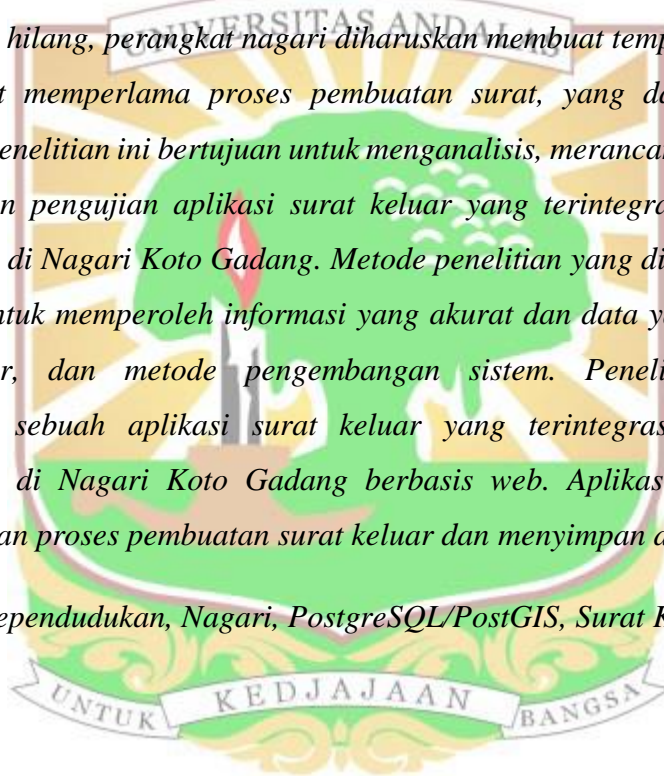 UNIVERSITAS ANDALAS
hilang, perangkat nagari diharuskan membuat temp
t memperlama proses pembuatan surat, yang da
enelitian ini bertujuan untuk menganalisis, merancan
n pengujian aplikasi surat keluar yang terintegra
di Nagari Koto Gadang. Metode penelitian yang di
ntuk memperoleh informasi yang akurat dan data y
r, dan metode pengembangan sistem. Peneli
sebuah aplikasi surat keluar yang terintegras
di Nagari Koto Gadang berbasis web. Aplikas
an proses pembuatan surat keluar dan menyimpan d
ependudukan, Nagari, PostgreSQL/PostGIS, Surat K
UNTUK KEDJAJAAN BANGSA